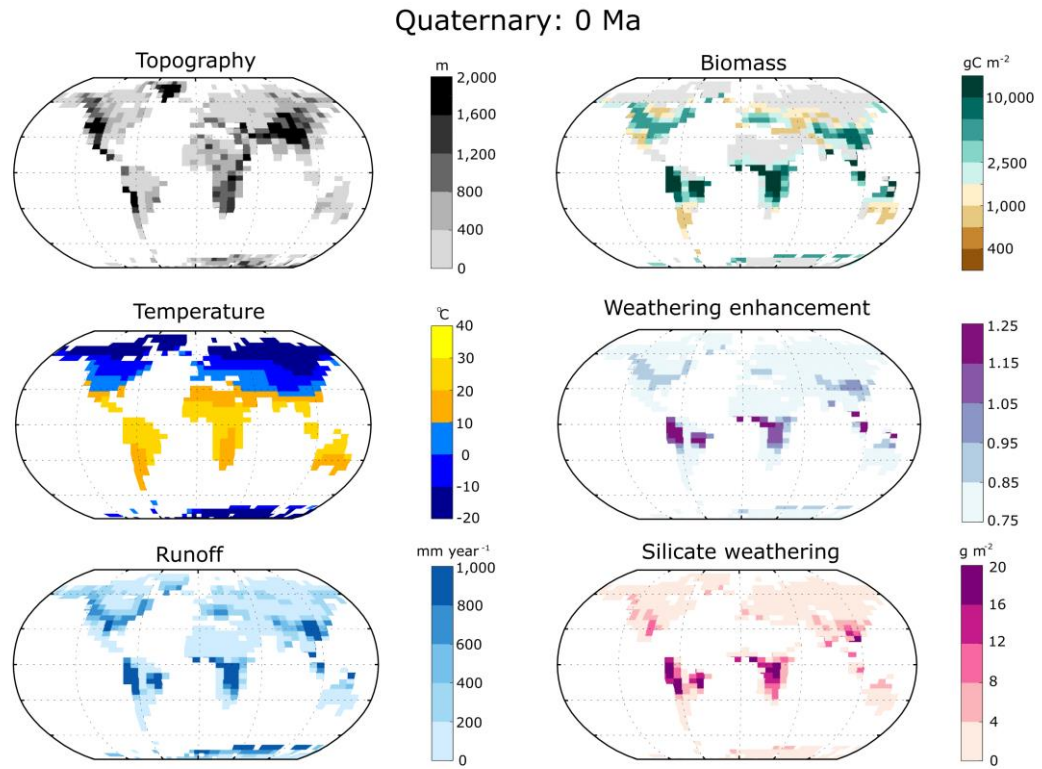 Quaternary: 0 Ma
Topography
m
2,000
1,600
1,200
800
400
0
Biomass
gC m⁻²
10,000
2,500
1,000
400
Temperature
°C
40
30
20
10
0
-10
-20
Weathering enhancement
1.25
1.15
1.05
0.95
0.85
0.75
Runoff
mm year⁻¹
1,000
800
600
400
200
0
Silicate weathering
g m⁻²
20
16
12
8
4
0